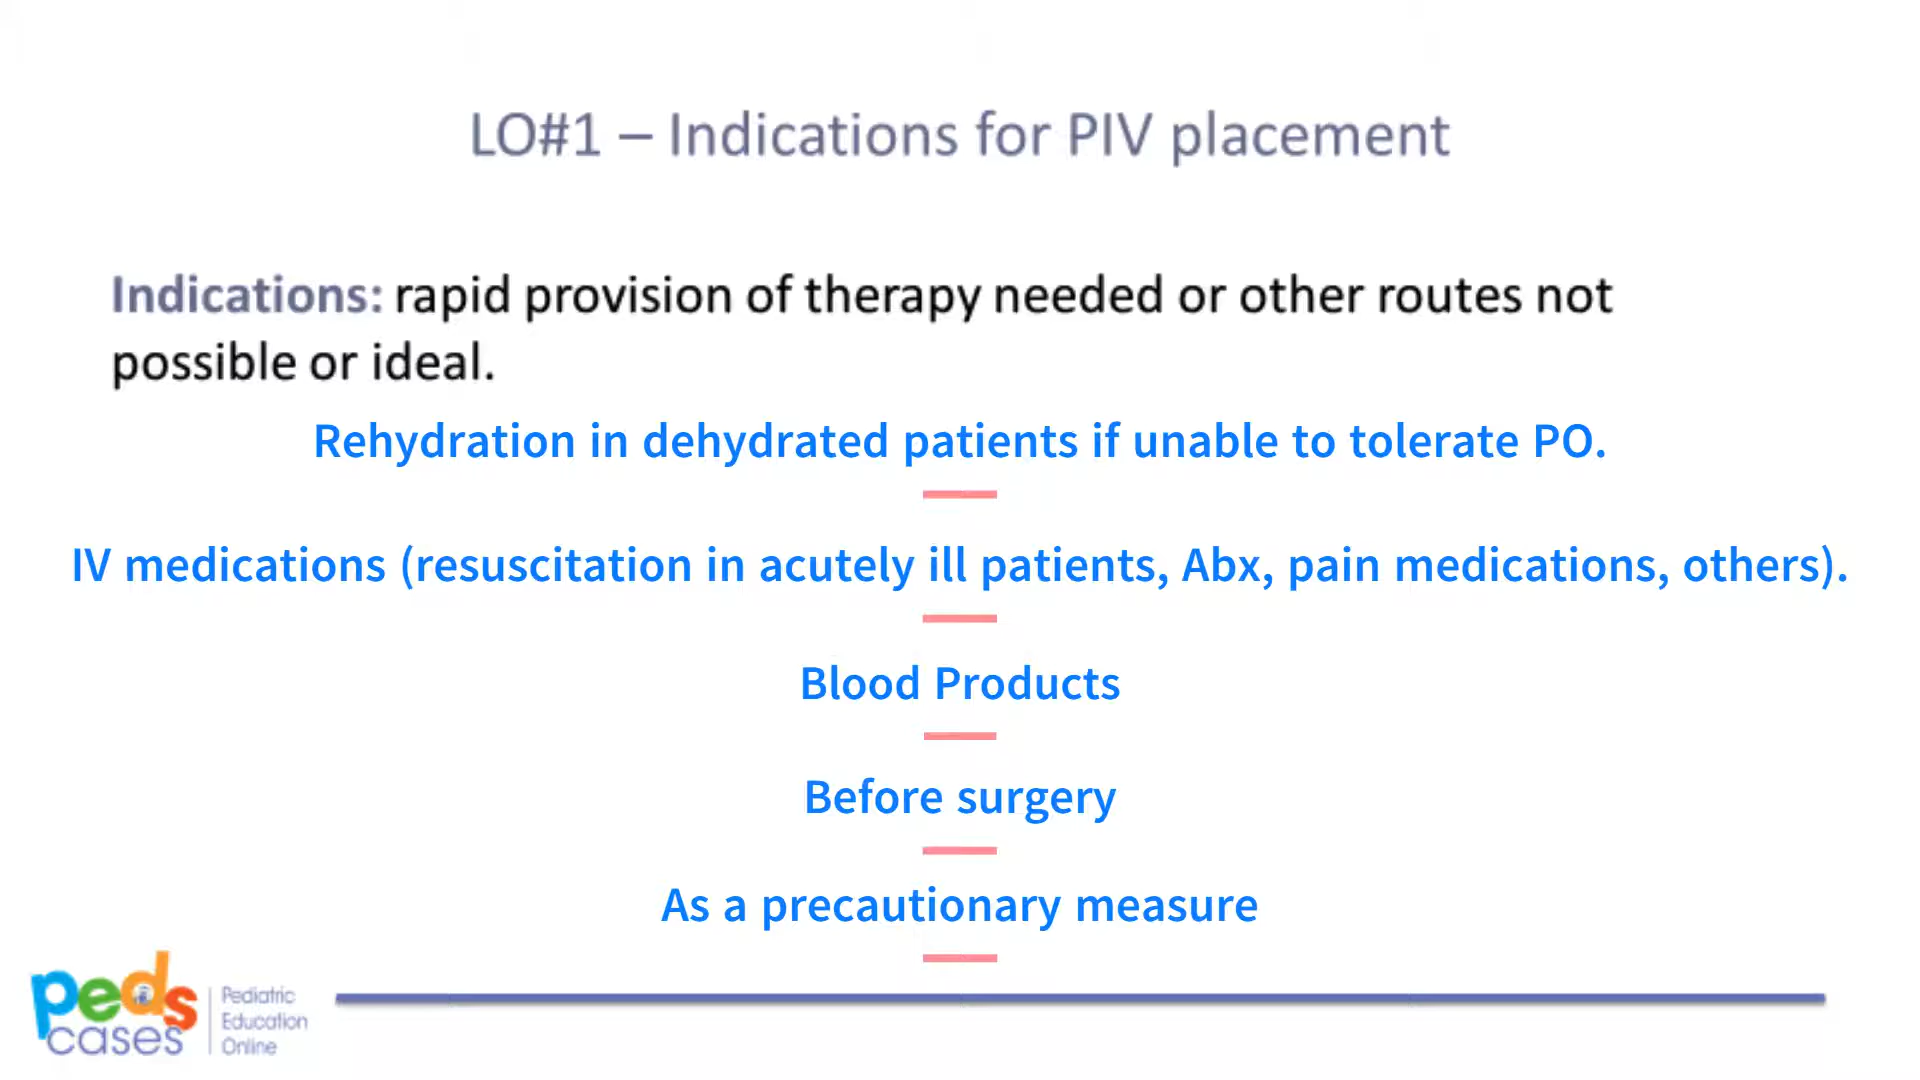 LO#1 – Indications for PIV placement
Indications: rapid provision of therapy needed or other routes not
possible or ideal.
Rehydration in dehydrated patients if unable to tolerate PO.
IV medications (resuscitation in acutely ill patients, Abx, pain medications, others).
Blood Products
Before surgery
As a precautionary measure
peds
cases
Pediatric
Education
Online